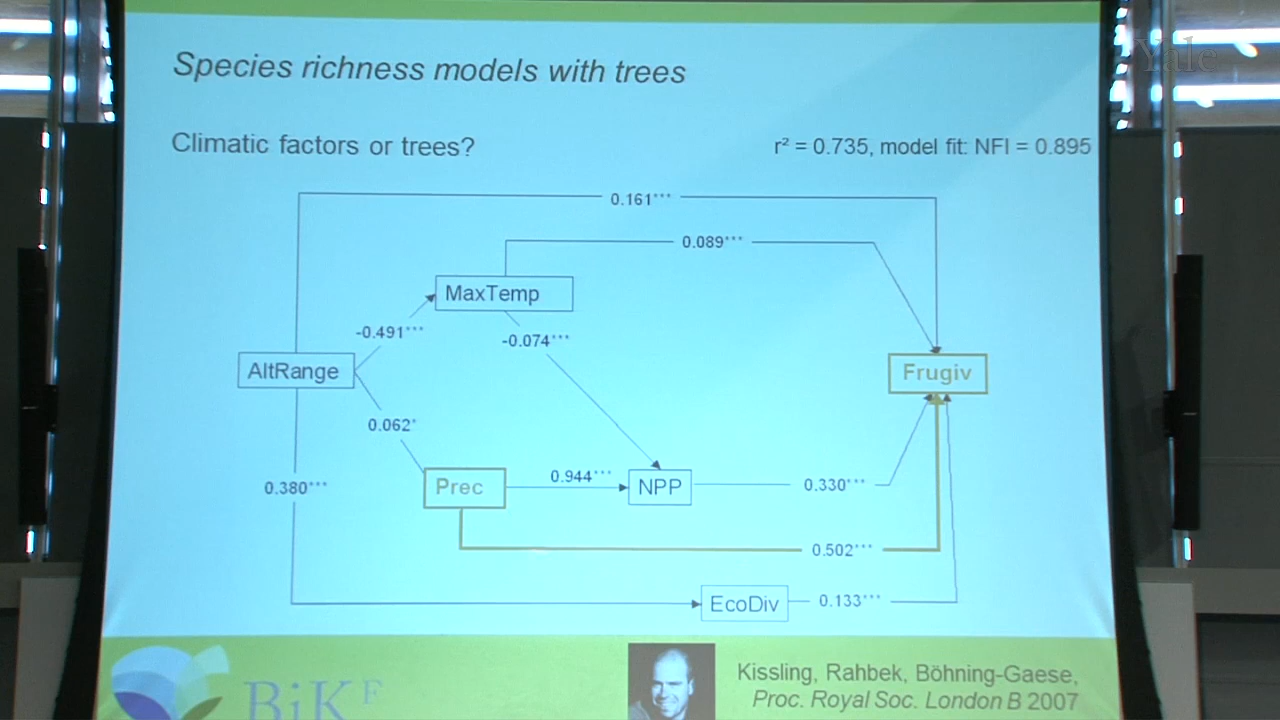 Yale
Species richness models with trees
Climatic factors or trees?
r² = 0.735, model fit: NFI = 0.895
0.161***
0.089***
MaxTemp
-0.491***
-0.074***
AltRange
Frugiv
0.062*
0.944***
Prec
NPP
0.330***
0.380***
0.502***
EcoDiv
0.133***
Kissling, Rahbek, Böhning-Gaese,
Proc. Royal Soc. London B 2007
BiK F